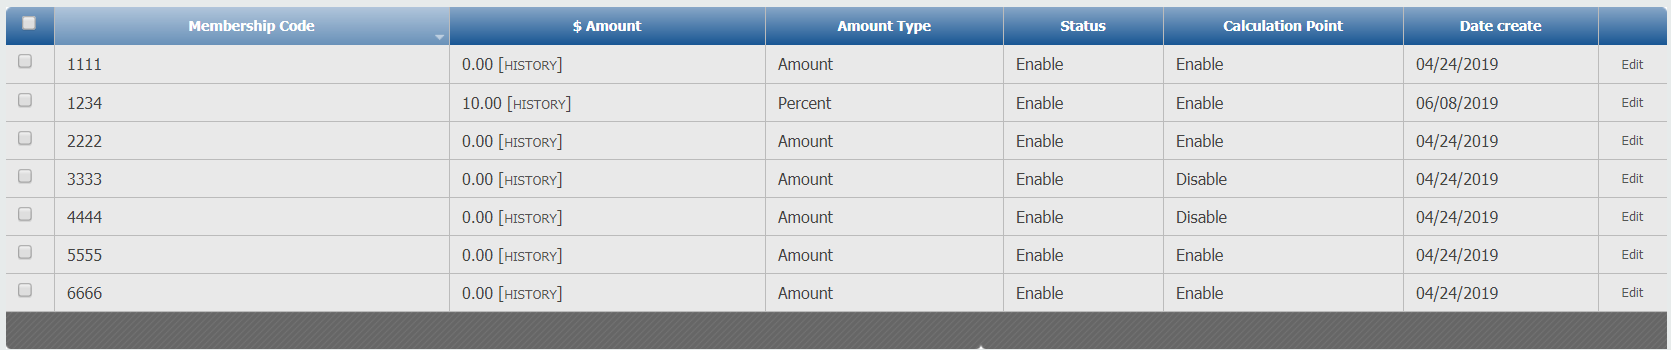 Membership Code $ Amount Amount Type Status Calculation Point Date create
1111 0.00 [HISTORY] Amount Enable Enable 04/24/2019 Edit
1234 10.00 [HISTORY] Percent Enable Enable 06/08/2019 Edit
2222 0.00 [HISTORY] Amount Enable Enable 04/24/2019 Edit
3333 0.00 [HISTORY] Amount Enable Disable 04/24/2019 Edit
4444 0.00 [HISTORY] Amount Enable Disable 04/24/2019 Edit
5555 0.00 [HISTORY] Amount Enable Enable 04/24/2019 Edit
6666 0.00 [HISTORY] Amount Enable Enable 04/24/2019 Edit